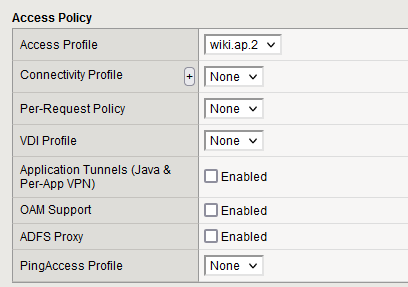 Access Policy
Access Profile wiki.ap.2
Connectivity Profile + None
Per-Request Policy None
VDI Profile None
Application Tunnels (Java &
Per-App VPN) Enabled
OAM Support Enabled
ADFS Proxy Enabled
PingAccess Profile None